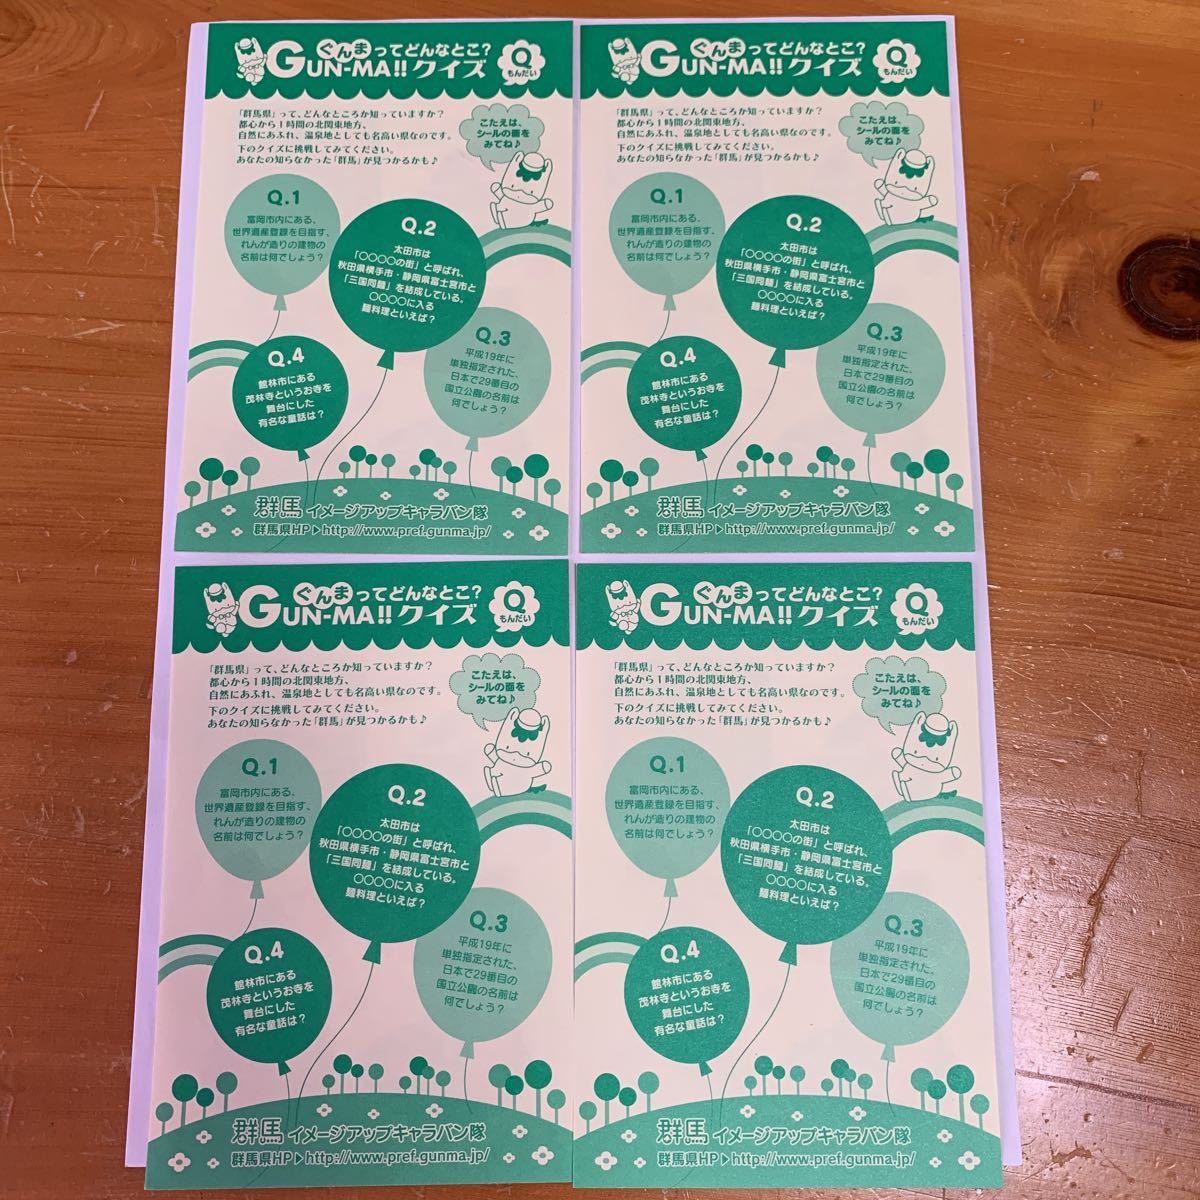 ぐんまってどんなとこ?
GUN-MA!!クイズ
Q
もんだい
「群馬県」って、どんなところか知っていますか?
都心から1時間の北関東地方、
自然にあふれ、温泉地としても名高い県なのです。
下のクイズに挑戦してみてください。
あなたの知らなかった「群馬」が見つかるかも♪
こたえは、
シールの面を
みてね♪
Q.1
富岡市内にある、
世界遺産登録を目指す、
れんが造りの建物の
名前は何でしょう?
Q.2
太田市は
「○○○○の街」と呼ばれ、
秋田県横手市・静岡県富士宮市と
「三国同麺」を結成している。
○○○○に入る
麺料理といえば?
Q.3
平成19年に
単独指定された、
日本で29番目の
国立公園の名前は
何でしょう?
Q.4
館林市にある
茂林寺というお寺を
舞台にした
有名な童話は?
群馬イメージアップキャラバン隊
群馬県HP▶http://www.pref.gunma.jp/
ぐんまってどんなとこ?
GUN-MA!!クイズ
Q
もんだい
「群馬県」って、どんなところか知っていますか?
都心から1時間の北関東地方、
自然にあふれ、温泉地としても名高い県なのです。
下のクイズに挑戦してみてください。
あなたの知らなかった「群馬」が見つかるかも♪
こたえは、
シールの面を
みてね♪
Q.1
富岡市内にある、
世界遺産登録を目指す、
れんが造りの建物の
名前は何でしょう?
Q.2
太田市は
「○○○○の街」と呼ばれ、
秋田県横手市・静岡県富士宮市と
「三国同麺」を結成している。
○○○○に入る
麺料理といえば?
Q.3
平成19年に
単独指定された、
日本で29番目の
国立公園の名前は
何でしょう?
Q.4
館林市にある
茂林寺というお寺を
舞台にした
有名な童話は?
群馬イメージアップキャラバン隊
群馬県HP▶http://www.pref.gunma.jp/
ぐんまってどんなとこ?
GUN-MA!!クイズ
Q
もんだい
「群馬県」って、どんなところか知っていますか?
都心から1時間の北関東地方、
自然にあふれ、温泉地としても名高い県なのです。
下のクイズに挑戦してみてください。
あなたの知らなかった「群馬」が見つかるかも♪
こたえは、
シールの面を
みてね♪
Q.1
富岡市内にある、
世界遺産登録を目指す、
れんが造りの建物の
名前は何でしょう?
Q.2
太田市は
「○○○○の街」と呼ばれ、
秋田県横手市・静岡県富士宮市と
「三国同麺」を結成している。
○○○○に入る
麺料理といえば?
Q.3
平成19年に
単独指定された、
日本で29番目の
国立公園の名前は
何でしょう?
Q.4
館林市にある
茂林寺というお寺を
舞台にした
有名な童話は?
群馬イメージアップキャラバン隊
群馬県HP▶http://www.pref.gunma.jp/
ぐんまってどんなとこ?
GUN-MA!!クイズ
Q
もんだい
「群馬県」って、どんなところか知っていますか?
都心から1時間の北関東地方、
自然にあふれ、温泉地としても名高い県なのです。
下のクイズに挑戦してみてください。
あなたの知らなかった「群馬」が見つかるかも♪
こたえは、
シールの面を
みてね♪
Q.1
富岡市内にある、
世界遺産登録を目指す、
れんが造りの建物の
名前は何でしょう?
Q.2
太田市は
「○○○○の街」と呼ばれ、
秋田県横手市・静岡県富士宮市と
「三国同麺」を結成している。
○○○○に入る
麺料理といえば?
Q.3
平成19年に
単独指定された、
日本で29番目の
国立公園の名前は
何でしょう?
Q.4
館林市にある
茂林寺というお寺を
舞台にした
有名な童話は?
群馬イメージアップキャラバン隊
群馬県HP▶http://www.pref.gunma.jp/